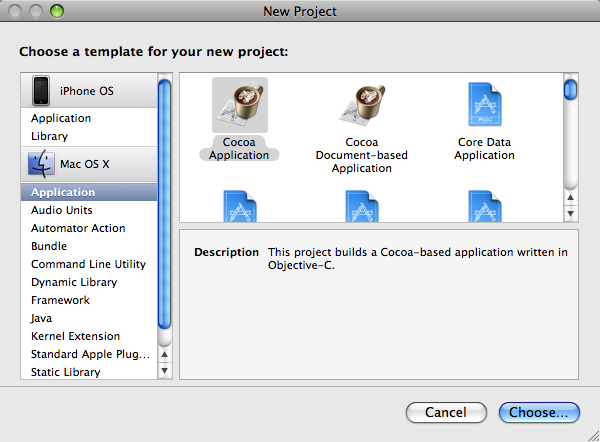 New Project
Choose a template for your new project:
iPhone OS
Application
Library
Mac OS X
Application
Audio Units
Automator Action
Bundle
Command Line Utility
Dynamic Library
Framework
Java
Kernel Extension
Standard Apple Plug...
Static Library
Cocoa
Application
Cocoa
Document-based
Application
Core Data
Application
Description This project builds a Cocoa-based application written in
Objective-C.
Cancel
Choose...